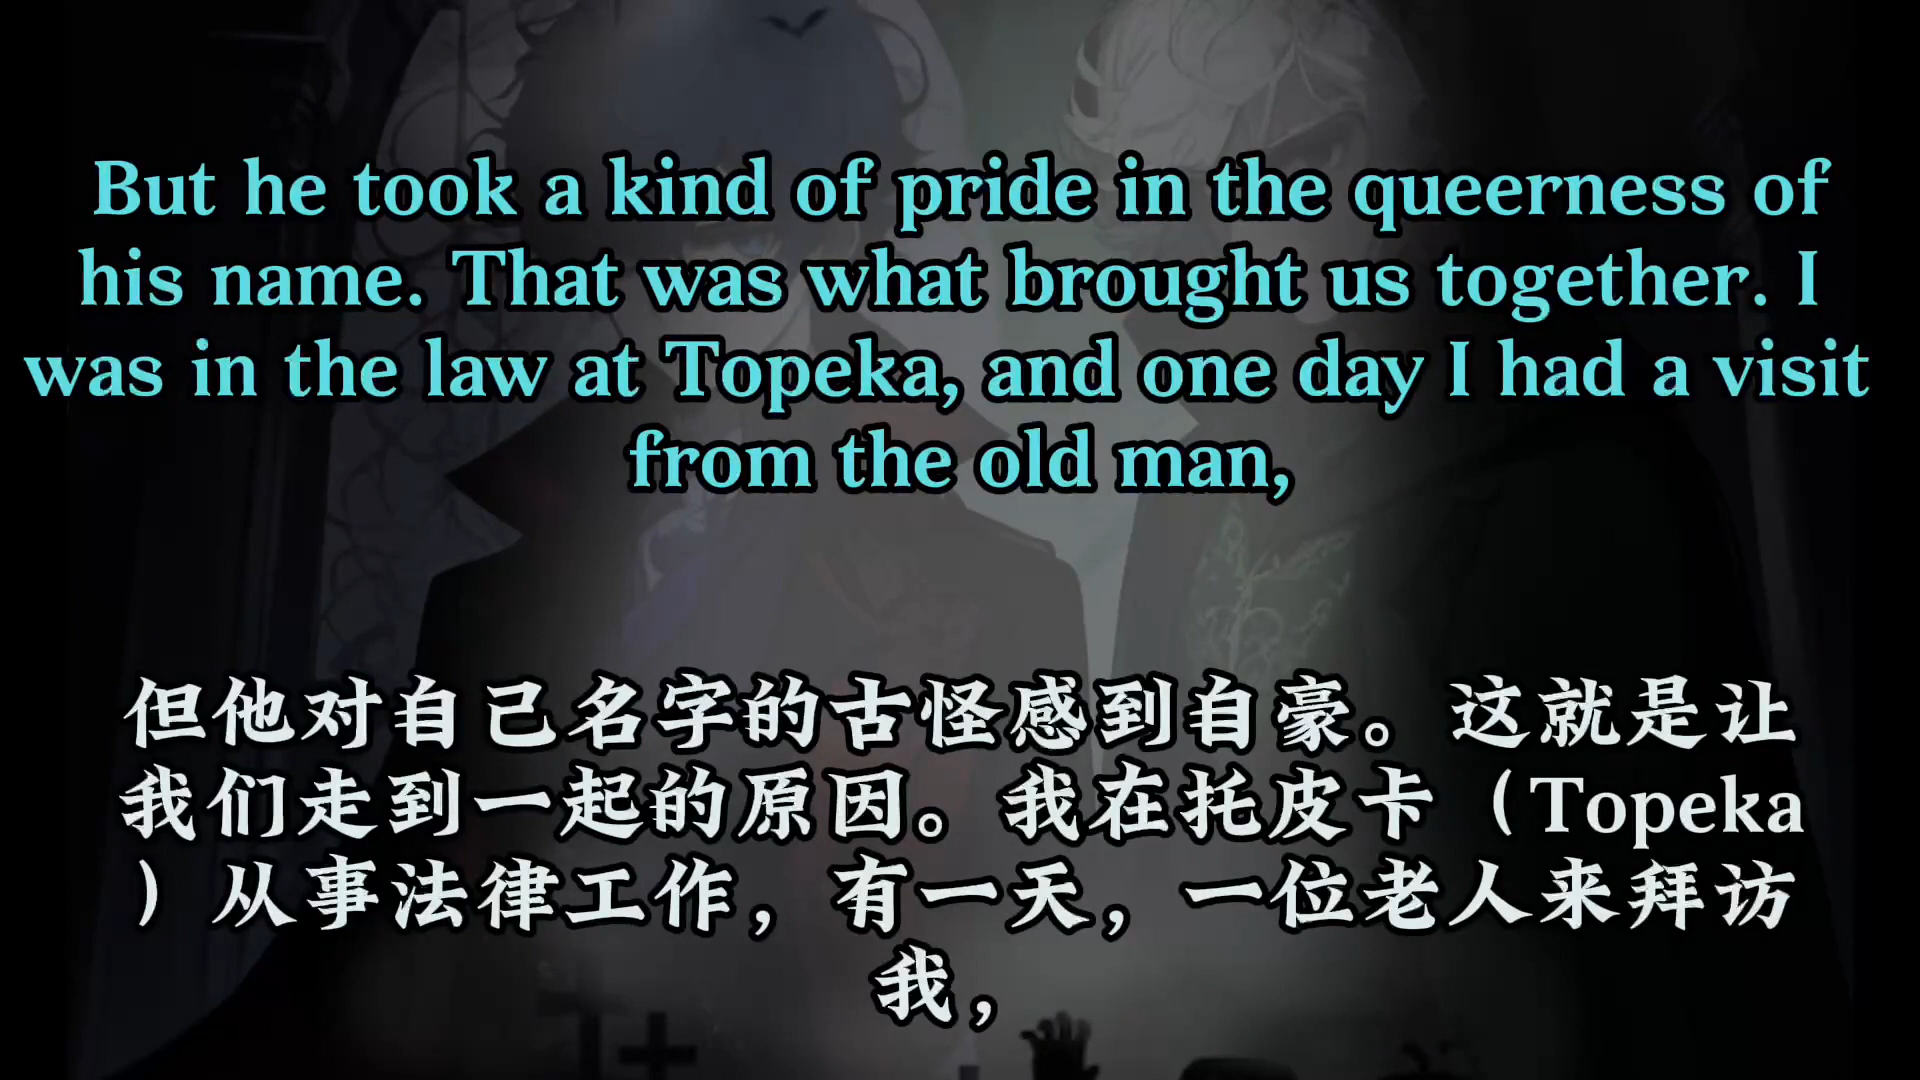 But he took a kind of pride in the queerness of
his name. That was what brought us together. I
was in the law at Topeka, and one day I had a visit
from the old man,
但他对自己名字的古怪感到自豪。这就是让
我们走到一起的原因。我在托皮卡（Topeka
）从事法律工作，有一天，一位老人来拜访
我，